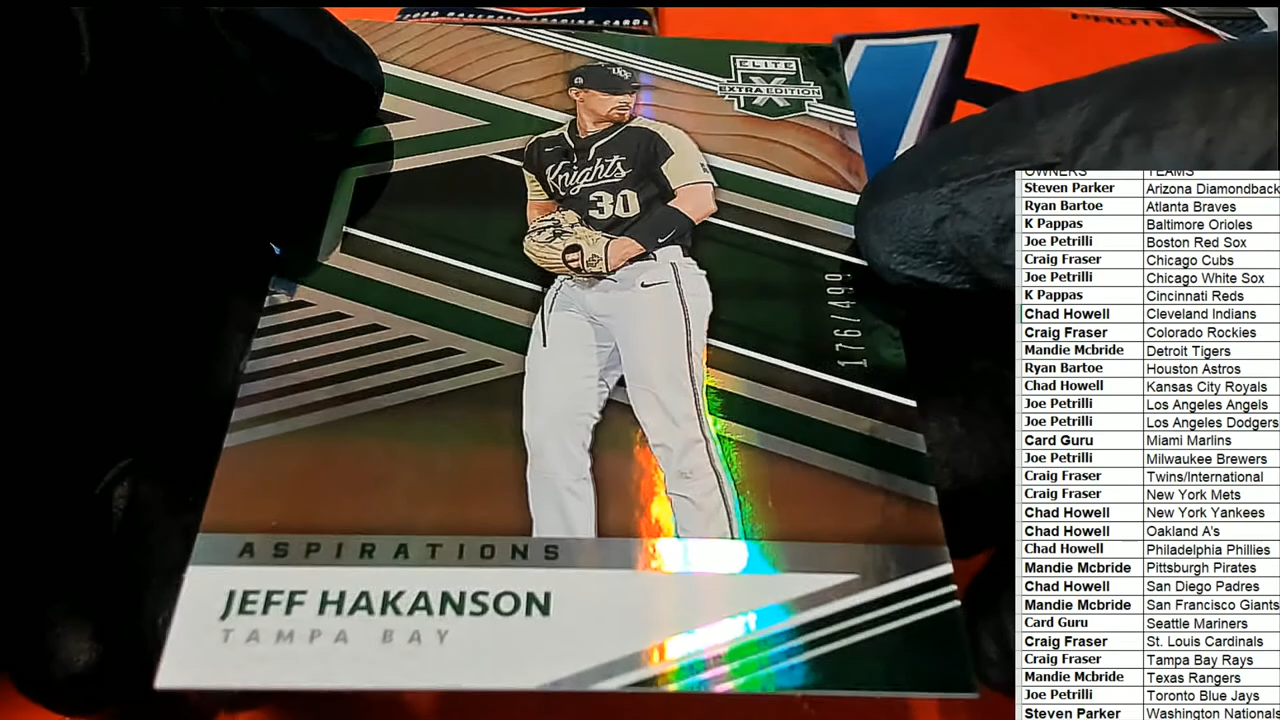 2020 BASEBALL TRADING CARDS
ELITE
X
EXTRA EDITION
UCF
Knights
30
176/499
ASPIRATIONS
JEFF HAKANSON
TAMPA BAY
OWNERS TEAMS
Steven Parker Arizona Diamondback
Ryan Bartoe Atlanta Braves
K Pappas Baltimore Orioles
Joe Petrilli Boston Red Sox
Craig Fraser Chicago Cubs
Joe Petrilli Chicago White Sox
K Pappas Cincinnati Reds
Chad Howell Cleveland Indians
Craig Fraser Colorado Rockies
Mandie Mcbride Detroit Tigers
Ryan Bartoe Houston Astros
Chad Howell Kansas City Royals
Joe Petrilli Los Angeles Angels
Joe Petrilli Los Angeles Dodgers
Card Guru Miami Marlins
Joe Petrilli Milwaukee Brewers
Craig Fraser Twins/International
Craig Fraser New York Mets
Chad Howell New York Yankees
Chad Howell Oakland A's
Chad Howell Philadelphia Phillies
Mandie Mcbride Pittsburgh Pirates
Chad Howell San Diego Padres
Mandie Mcbride San Francisco Giants
Card Guru Seattle Mariners
Craig Fraser St. Louis Cardinals
Craig Fraser Tampa Bay Rays
Mandie Mcbride Texas Rangers
Joe Petrilli Toronto Blue Jays
Steven Parker Washington Nationals